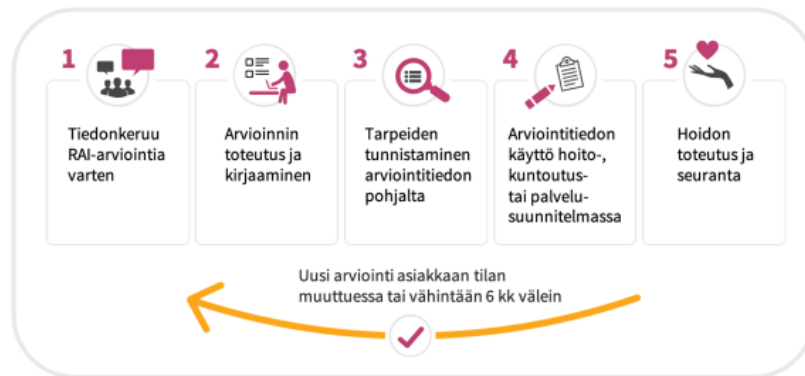 1
Tiedonkeruu
RAI-arviointia
varten
2
Arvioinnin
toteutus ja
kirjaaminen
3
Tarpeiden
tunnistaminen
arviointitiedon
pohjalta
4
Arviointitiedon
käyttö hoito-,
kuntoutus-
tai palvelu-
suunnitelmassa
5
Hoidon
toteutus ja
seuranta
Uusi arviointi asiakkaan tilan
muuttuessa tai vähintään 6 kk välein